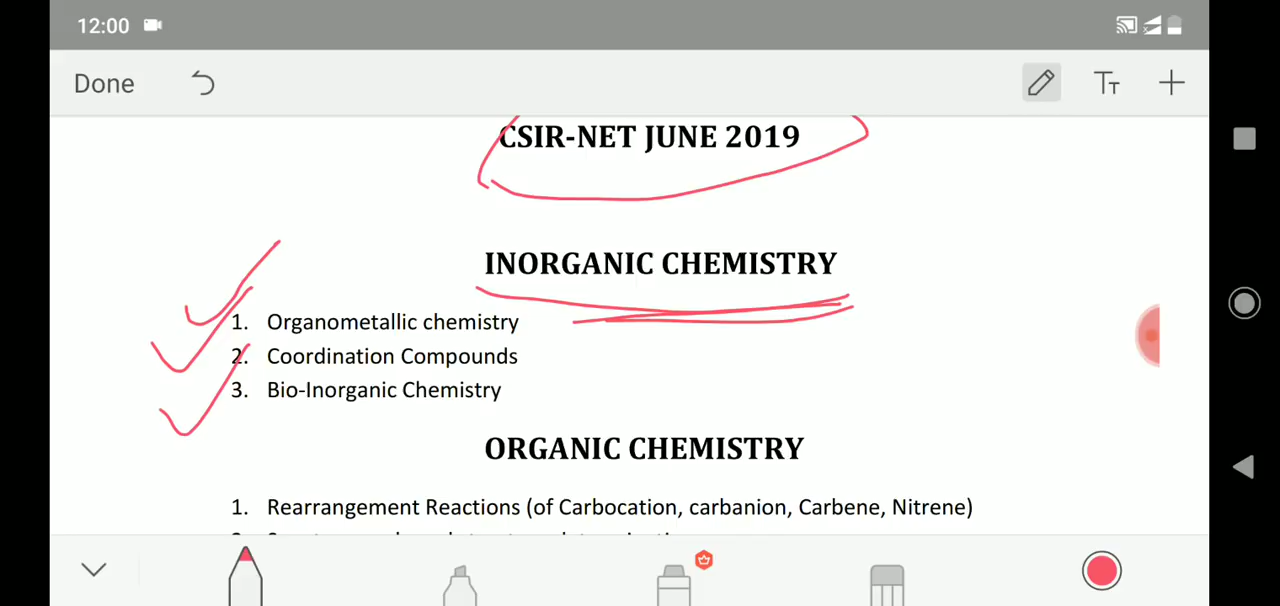 12:00
Done
CSIR-NET JUNE 2019
INORGANIC CHEMISTRY
1. Organometallic chemistry
2. Coordination Compounds
3. Bio-Inorganic Chemistry
ORGANIC CHEMISTRY
1. Rearrangement Reactions (of Carbocation, carbanion, Carbene, Nitrene)